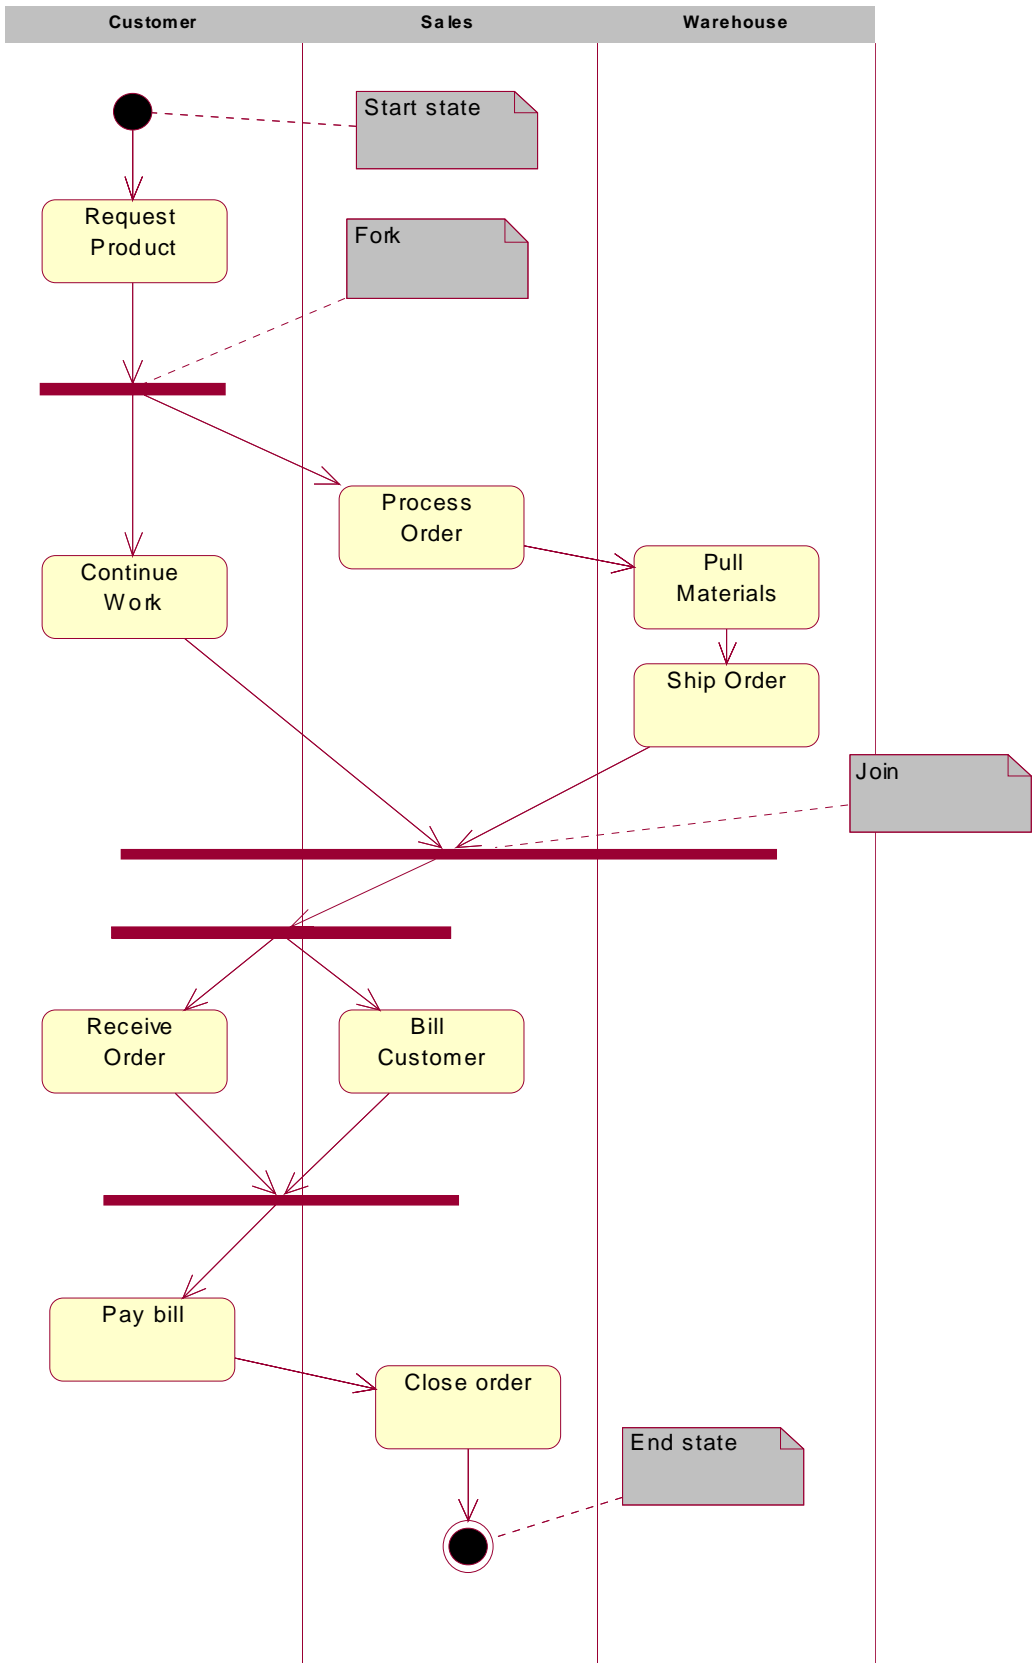 Customer
Sales
Warehouse
Start state
Request
Product
Fork
Process
Order
Continue
Work
Pull
Materials
Ship Order
Join
Receive
Order
Bill
Customer
Pay bill
Close order
End state